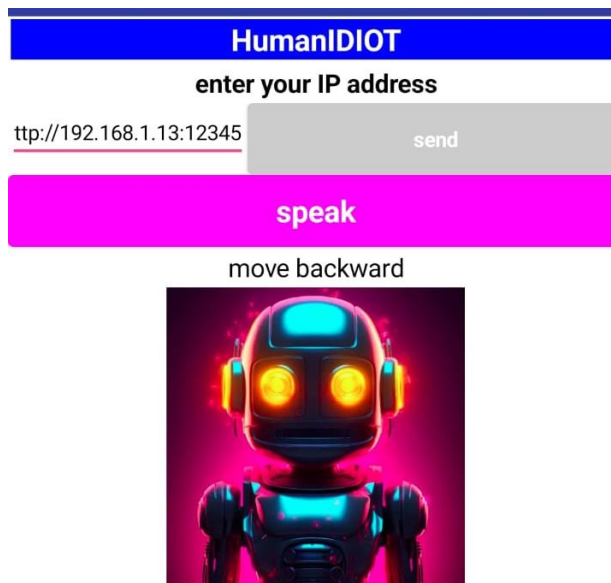 HumanIDIOT
enter your IP address
ttp://192.168.1.13:12345
send
speak
move backward